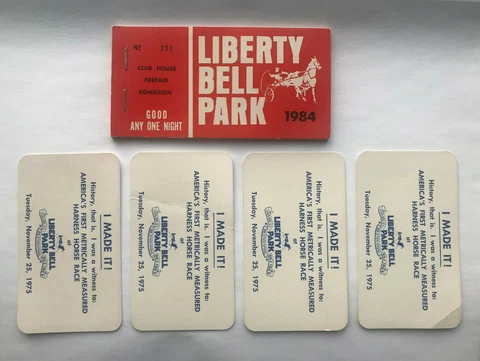 No 301
CLUB HOUSE
PREPAID
ADMISSION
GOOD
ANY ONE NIGHT
LIBERTY
BELL
PARK
1984
I MADE IT!
History, that is. I was a witness to:
AMERICA'S FIRST METRICALLY MEASURED
HARNESS HORSE RACE
at
LIBERTY BELL
PARK
Tuesday, November 25, 1975
I MADE IT!
History, that is. I was a witness to:
AMERICA'S FIRST METRICALLY MEASURED
HARNESS HORSE RACE
at
LIBERTY BELL
PARK
Tuesday, November 25, 1975
I MADE IT!
History, that is. I was a witness to:
AMERICA'S FIRST METRICALLY MEASURED
HARNESS HORSE RACE
at
LIBERTY BELL
PARK
Tuesday, November 25, 1975
I MADE IT!
History, that is. I was a witness to:
AMERICA'S FIRST METRICALLY MEASURED
HARNESS HORSE RACE
at
LIBERTY BELL
PARK
Tuesday, November 25, 1975